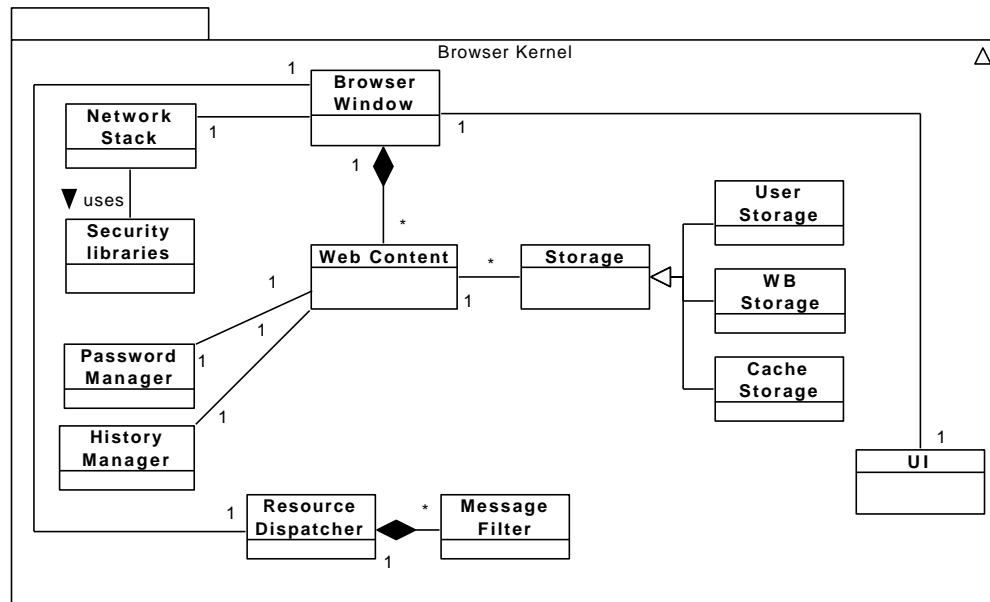 Browser Kernel
1
Browser
Window
Network
Stack
1
1
1
uses
*
User
Storage
Security
libraries
Web Content
*
Storage
1
WB
Storage
1
1
Password
Manager
1
Cache
Storage
1
History
Manager
1
UI
1
Resource
Dispatcher
*
Message
Filter
1